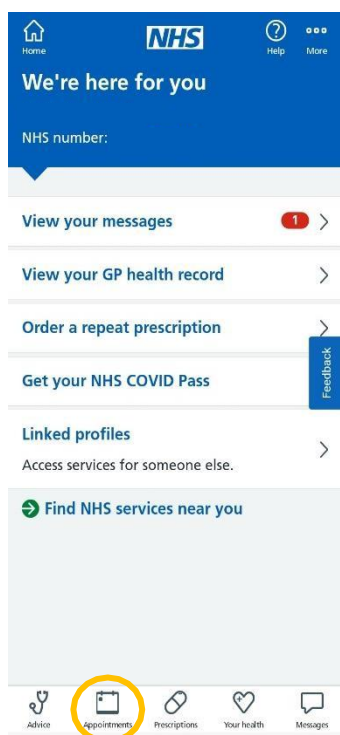 NHS
Home
Help
More
We're here for you
NHS number:
View your messages 1
View your GP health record
Order a repeat prescription
Feedback
Get your NHS COVID Pass
Linked profiles
Access services for someone else.
Find NHS services near you
Advice Appointments Prescriptions Your health Messages